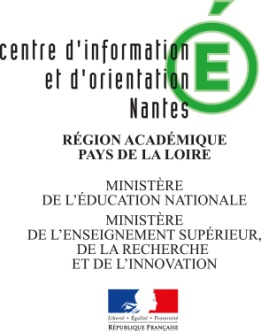 centre d'information
et d'orientation
Nantes
É
RÉGION ACADÉMIQUE
PAYS DE LA LOIRE
MINISTÈRE
DE L'ÉDUCATION NATIONALE
MINISTÈRE
DE L'ENSEIGNEMENT SUPÉRIEUR,
DE LA RECHERCHE
ET DE L'INNOVATION
Liberté • Égalité • Fraternité
RÉPUBLIQUE FRANÇAISE